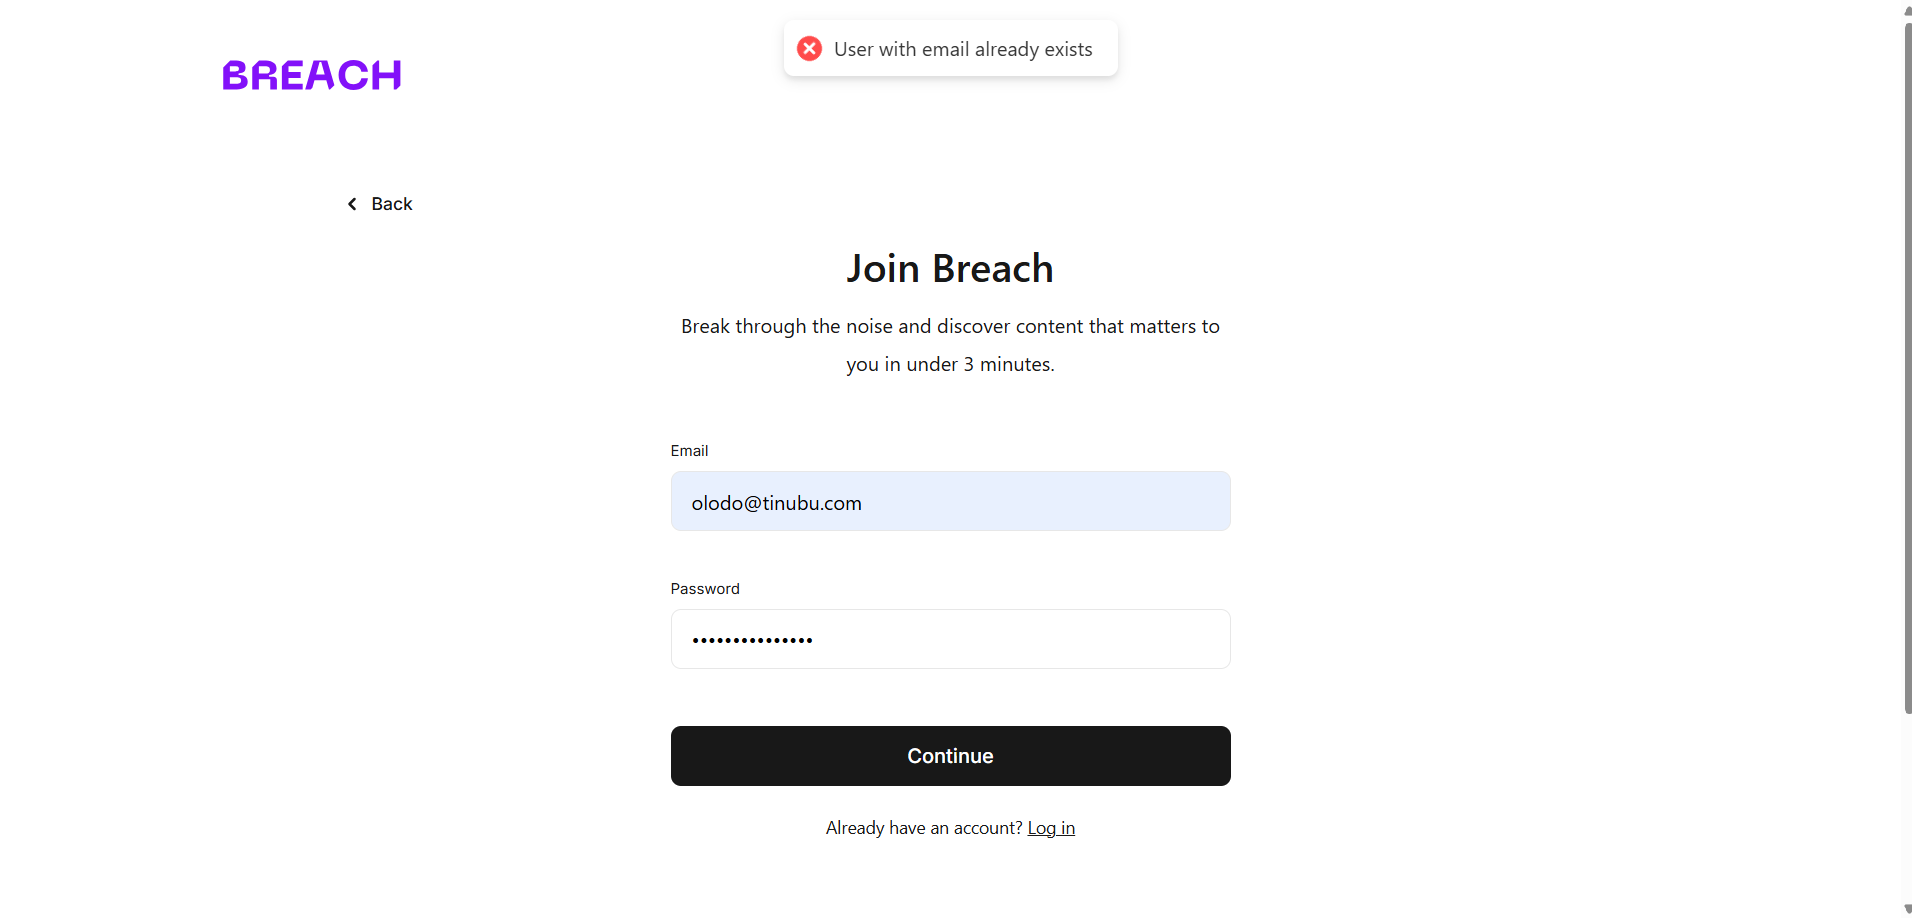 User with email already exists
BREACH
Back
Join Breach
Break through the noise and discover content that matters to
you in under 3 minutes.
Email
olodo@tinubu.com
Password
•••••••••••••••
Continue
Already have an account? Log in